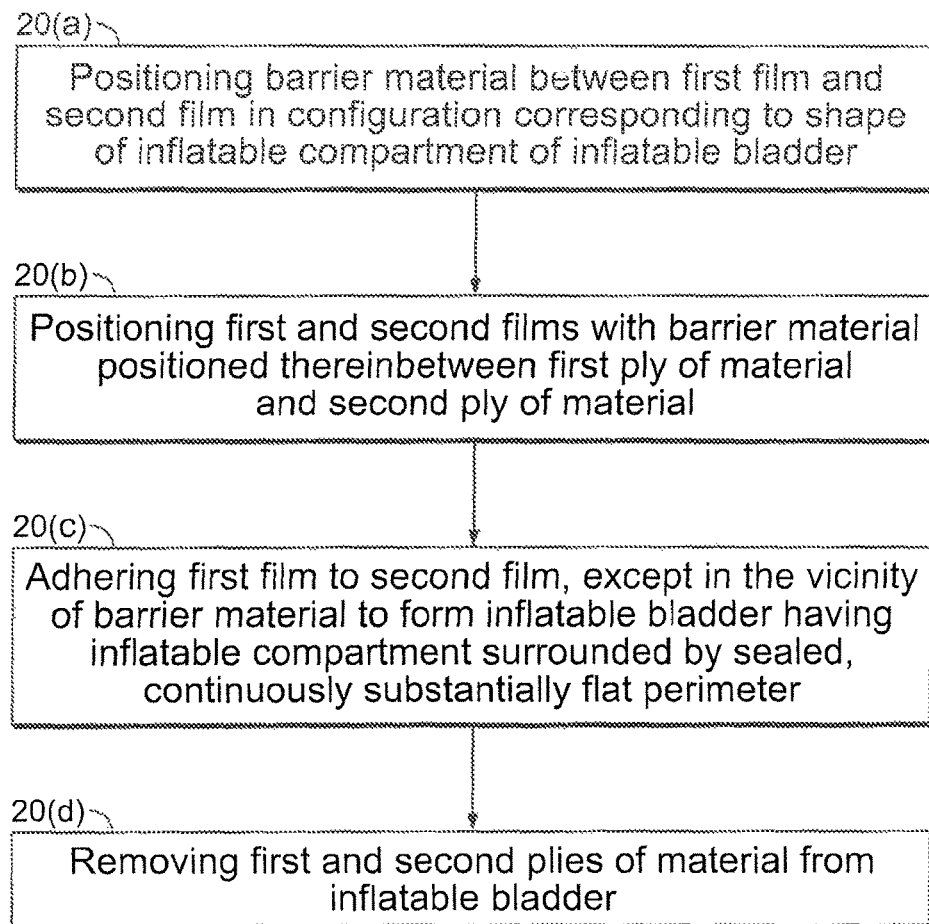 20(a)
Positioning barrier material between first film and
second film in configuration corresponding to shape
of inflatable compartment of inflatable bladder
20(b)
Positioning first and second films with barrier material
positioned thereinbetween first ply of material
and second ply of material
20(c)
Adhering first film to second film, except in the vicinity
of barrier material to form inflatable bladder having
inflatable compartment surrounded by sealed,
continuously substantially flat perimeter
20(d)
Removing first and second plies of material from
inflatable bladder